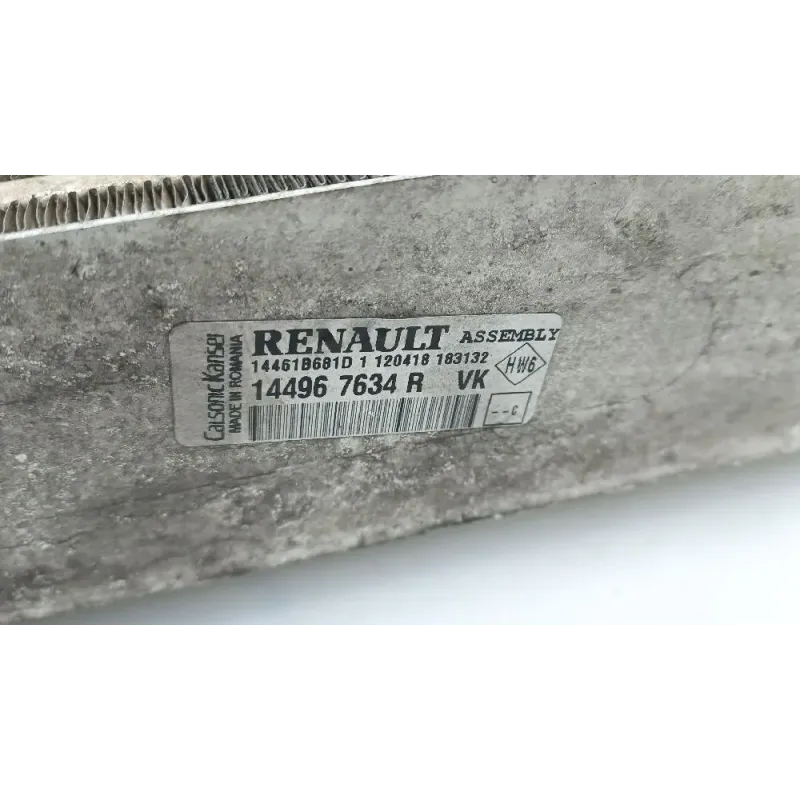 Calsonic Kansei
MADE IN ROMANIA
RENAULT ASSEMBLY
14461B681D 1 120418 183132
HW6
14496 7634 R VK
--C